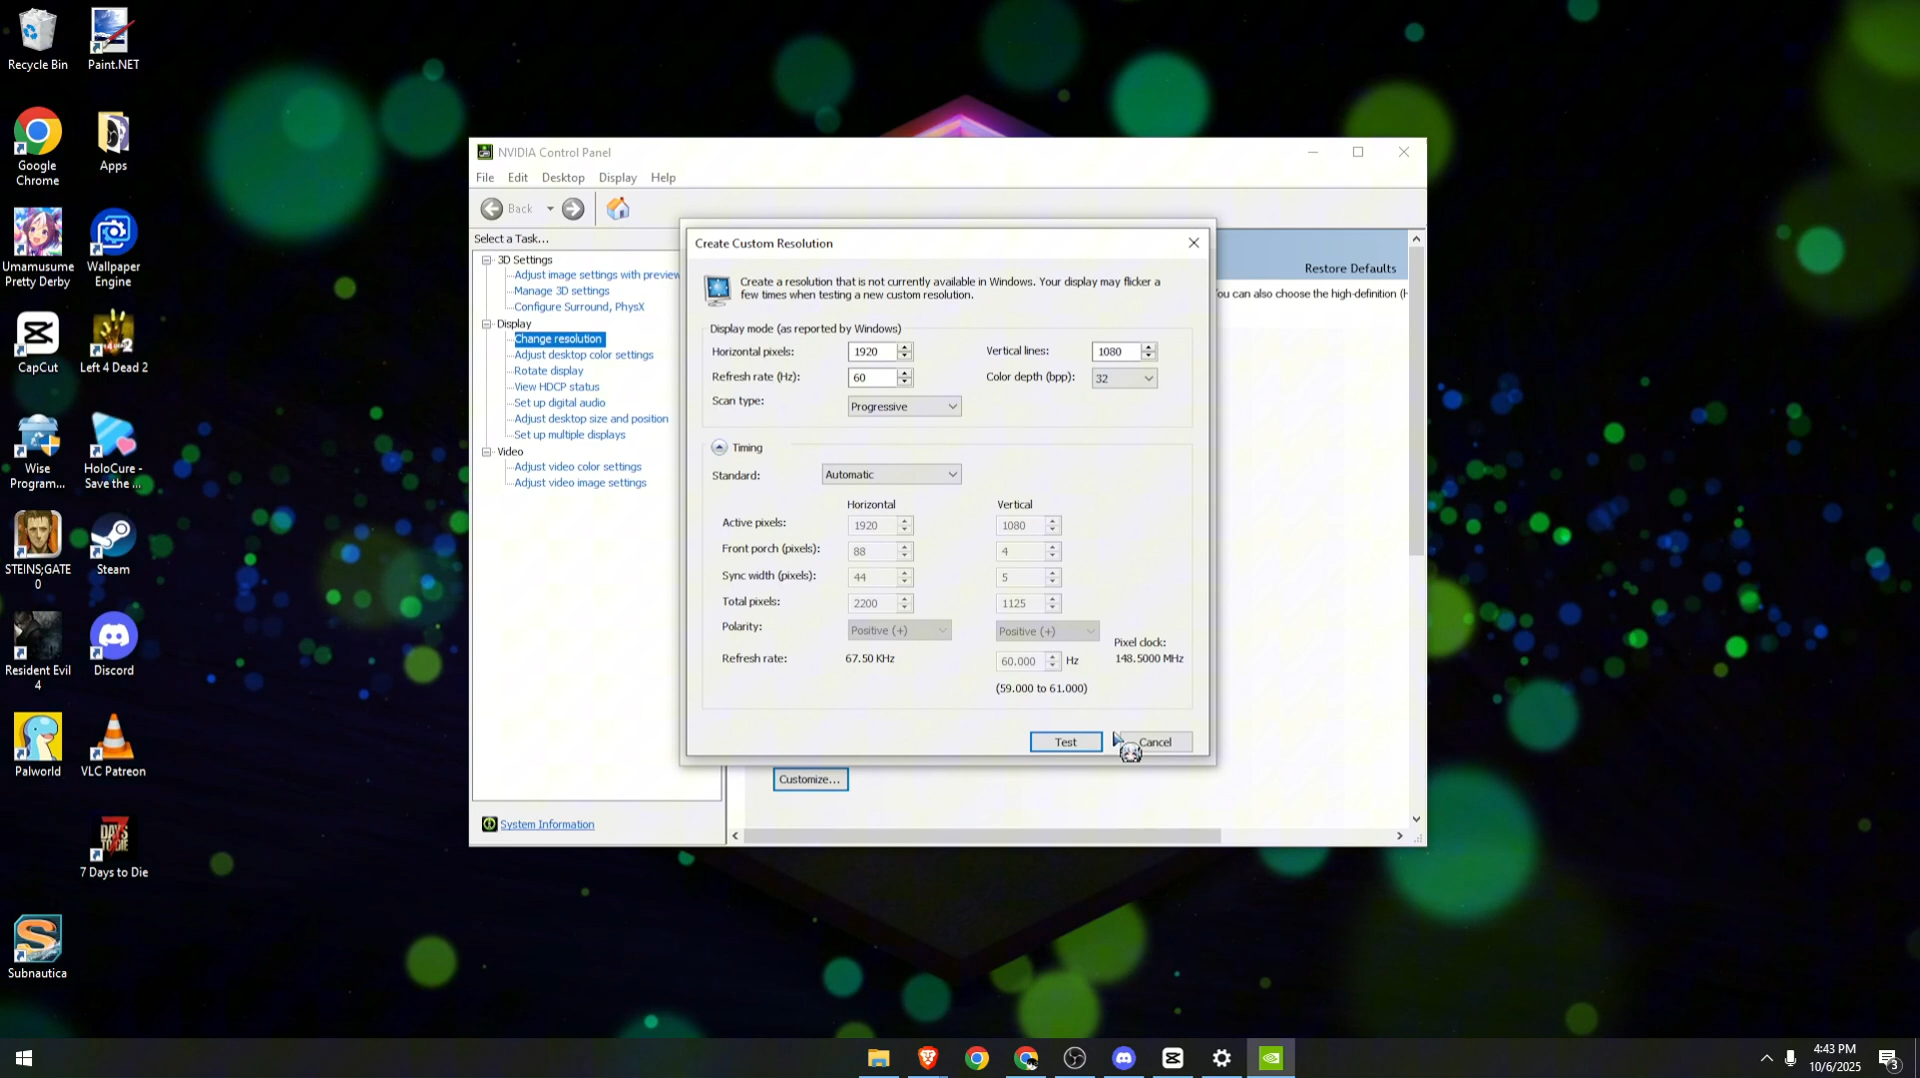 Recycle Bin
Paint.NET
Google
Chrome
Apps
Umamusume
Pretty Derby
Wallpaper
Engine
CapCut
Left 4 Dead 2
Wise
Program...
HoloCure -
Save the ...
STEINS;GATE
0
Steam
Resident Evil
4
Discord
Palworld
VLC Patreon
7 Days to Die
Subnautica
NVIDIA Control Panel
File Edit Desktop Display Help
Back
Select a Task...
3D Settings
Adjust image settings with preview
Manage 3D settings
Configure Surround, PhysX
Display
Change resolution
Adjust desktop color settings
Rotate display
View HDCP status
Set up digital audio
Adjust desktop size and position
Set up multiple displays
Video
Adjust video color settings
Adjust video image settings
System Information
Restore Defaults
You can also choose the high-definition (H
Create Custom Resolution
Create a resolution that is not currently available in Windows. Your display may flicker a
few times when testing a new custom resolution.
Display mode (as reported by Windows)
Horizontal pixels: 1920 Vertical lines: 1080
Refresh rate (Hz): 60 Color depth (bpp): 32
Scan type: Progressive
Timing
Standard: Automatic
Horizontal Vertical
Active pixels: 1920 1080
Front porch (pixels): 88 4
Sync width (pixels): 44 5
Total pixels: 2200 1125
Polarity: Positive (+) Positive (+)
Pixel clock:
Refresh rate: 67.50 KHz 60.000 Hz 148.5000 MHz
(59.000 to 61.000)
Test Cancel
Customize...
4:43 PM
10/6/2025
3